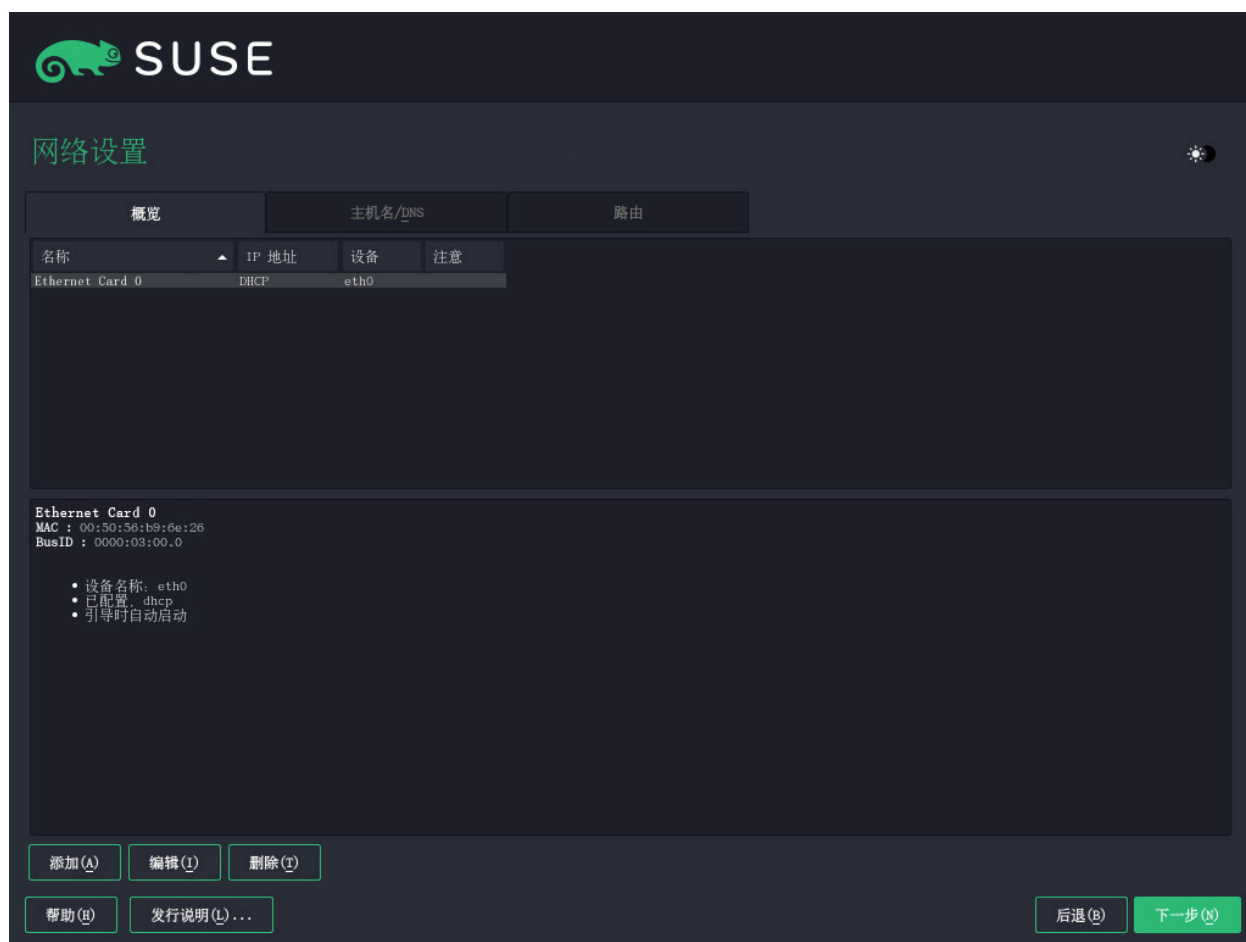 SUSE
网络设置
概览 主机名/DNS 路由
名称 IP 地址 设备 注意
Ethernet Card 0 DHCP eth0
Ethernet Card 0
MAC : 00:50:56:b9:6e:26
BusID : 0000:03:00.0
• 设备名称: eth0
• 已配置, dhcp
• 引导时自动启动
添加(A) 编辑(I) 删除(T)
帮助(H) 发行说明(L)... 后退(B) 下一步(N)